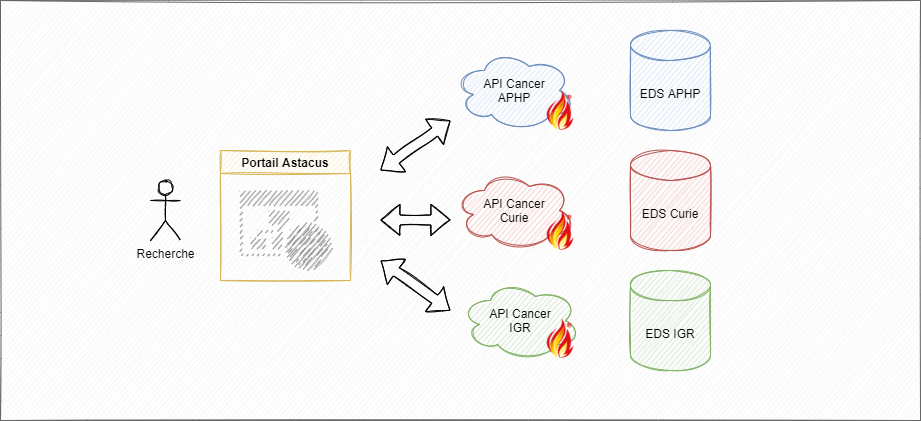 Recherche
Portail Astacus
API Cancer
APHP
EDS APHP
API Cancer
Curie
EDS Curie
API Cancer
IGR
EDS IGR